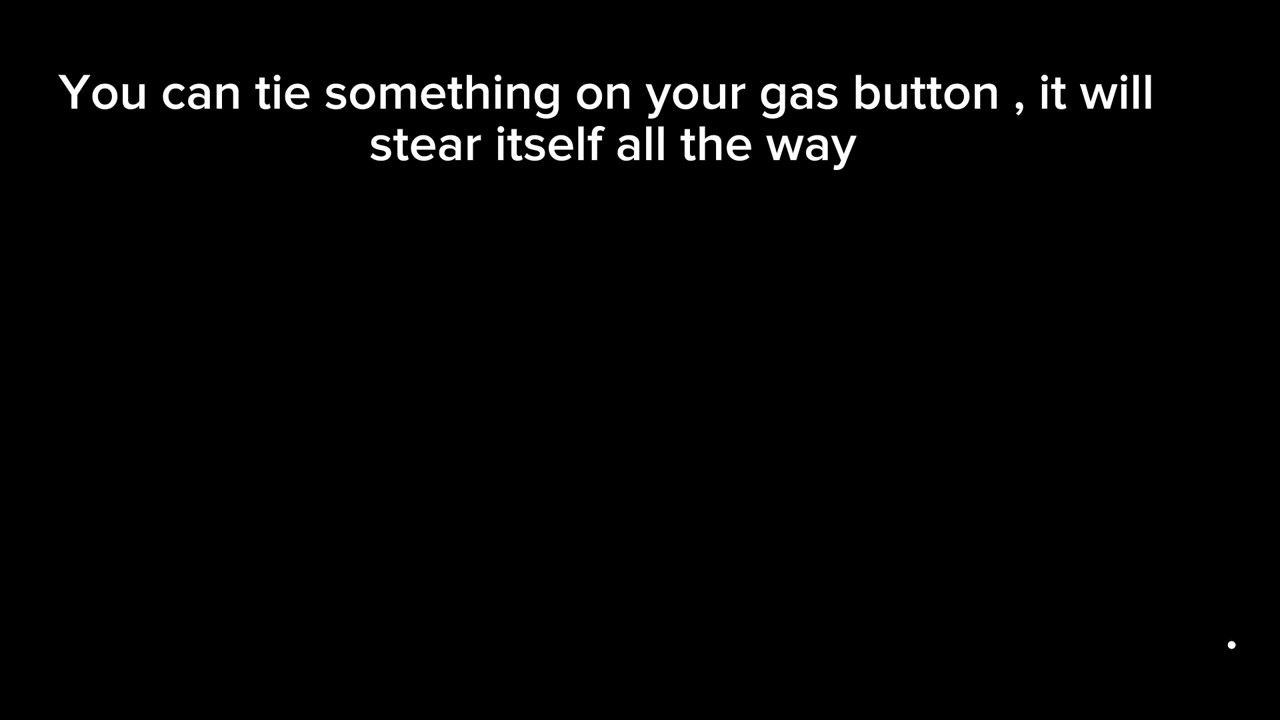 You can tie something on your gas button , it will
stear itself all the way
.